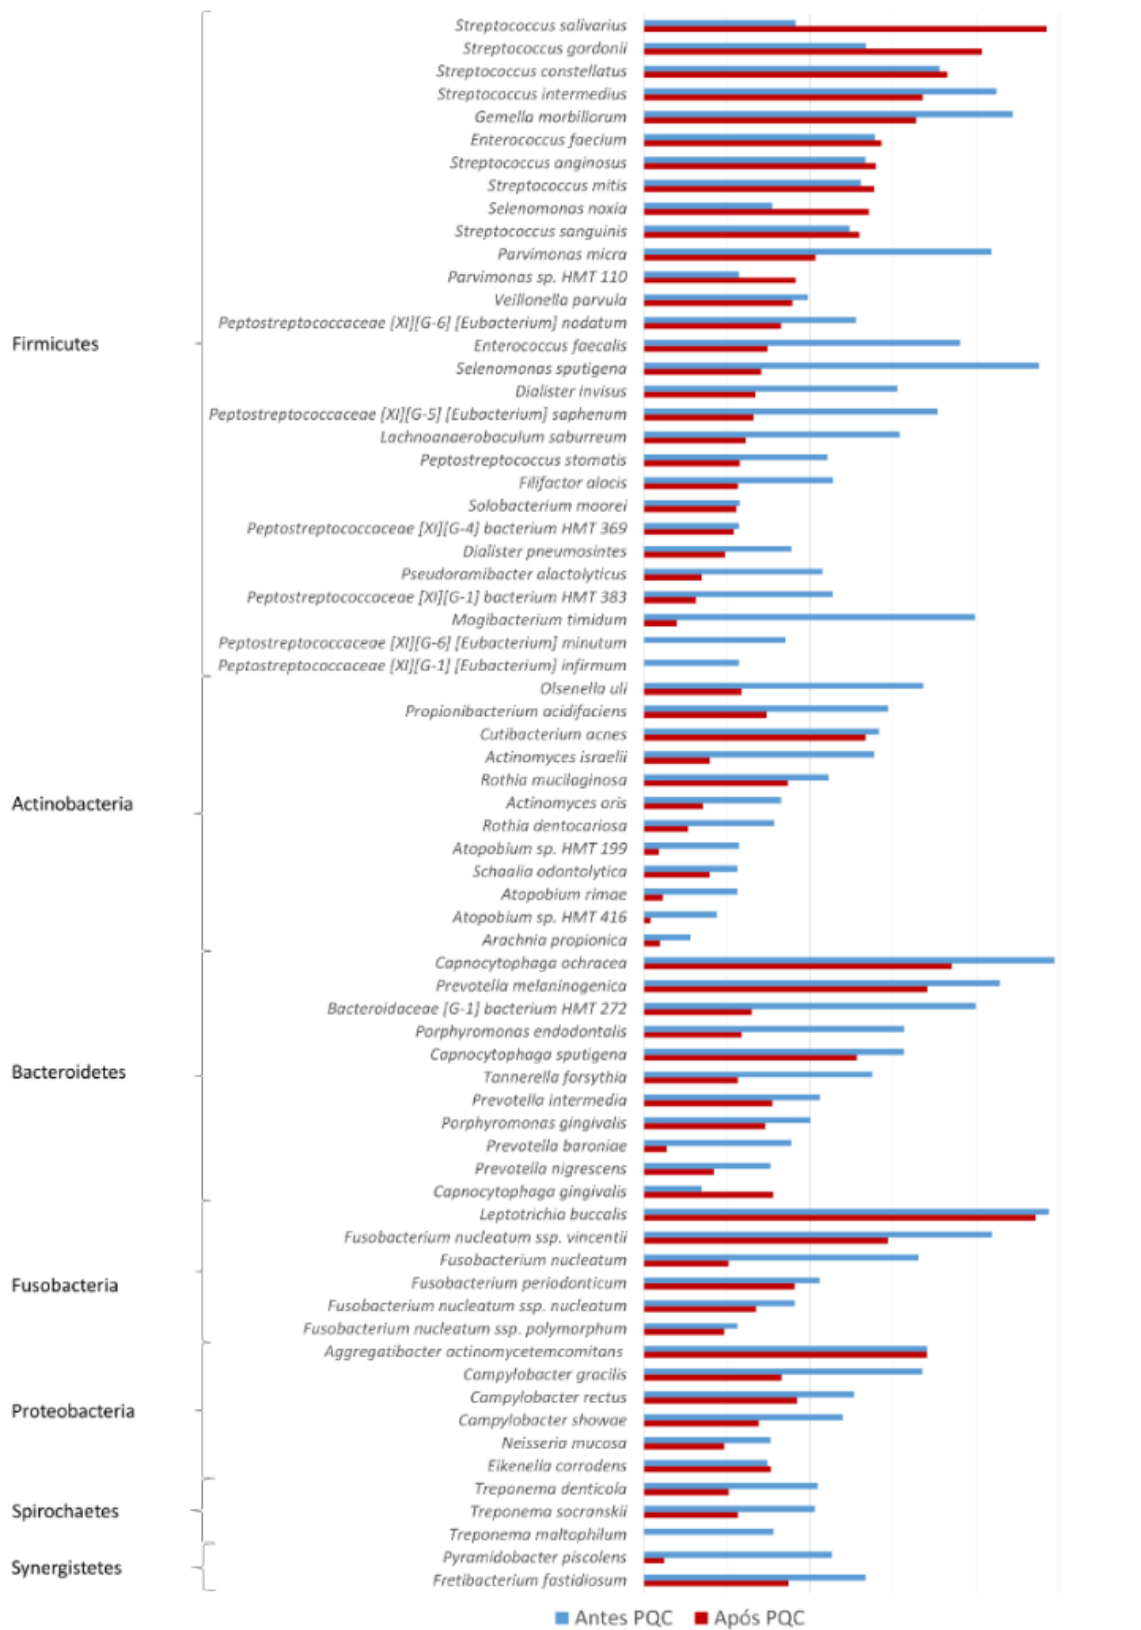 Streptococcus salivarius
Streptococcus gordonii
Streptococcus constellatus
Streptococcus intermedius
Gemella morbillorum
Enterococcus faecium
Streptococcus anginosus
Streptococcus mitis
Selenomonas noxia
Streptococcus sanguinis
Parvimonas micra
Parvimonas sp. HMT 110
Veillonella parvula
Peptostreptococcaceae [XI][G-6] [Eubacterium] nodatum
Firmicutes
Enterococcus faecalis
Selenomonas sputigena
Dialister invisus
Peptostreptococcaceae [XI][G-5] [Eubacterium] saphenum
Lachnoanaerobaculum saburreum
Peptostreptococcus stomatis
Filifactor alocis
Solobacterium moorei
Peptostreptococcaceae [XI][G-4] bacterium HMT 369
Dialister pneumosintes
Pseudoramibacter alactolyticus
Peptostreptococcaceae [XI][G-1] bacterium HMT 383
Mogibacterium timidum
Peptostreptococcaceae [XI][G-6] [Eubacterium] minutum
Peptostreptococcaceae [XI][G-1] [Eubacterium] infirmum
Olsenella uli
Propionibacterium acidifaciens
Cutibacterium acnes
Actinomyces israelii
Rothia mucilaginosa
Actinobacteria
Actinomyces oris
Rothia dentocariosa
Atopobium sp. HMT 199
Schaalia odontolytica
Atopobium rimae
Atopobium sp. HMT 416
Arachnia propionica
Capnocytophaga ochracea
Prevotella melaninogenica
Bacteroidaceae [G-1] bacterium HMT 272
Porphyromonas endodontalis
Capnocytophaga sputigena
Bacteroidetes
Tannerella forsythia
Prevotella intermedia
Porphyromonas gingivalis
Prevotella baroniae
Prevotella nigrescens
Capnocytophaga gingivalis
Leptotrichia buccalis
Fusobacterium nucleatum ssp. vincentii
Fusobacterium nucleatum
Fusobacteria
Fusobacterium periodonticum
Fusobacterium nucleatum ssp. nucleatum
Fusobacterium nucleatum ssp. polymorphum
Aggregatibacter actinomycetemcomitans
Campylobacter gracilis
Campylobacter rectus
Proteobacteria
Campylobacter showae
Neisseria mucosa
Eikenella corrodens
Treponema denticola
Spirochaetes
Treponema socranskii
Treponema maltophilum
Pyramidobacter piscolens
Synergistetes
Fretibacterium fastidiosum
Antes PQC Após PQC